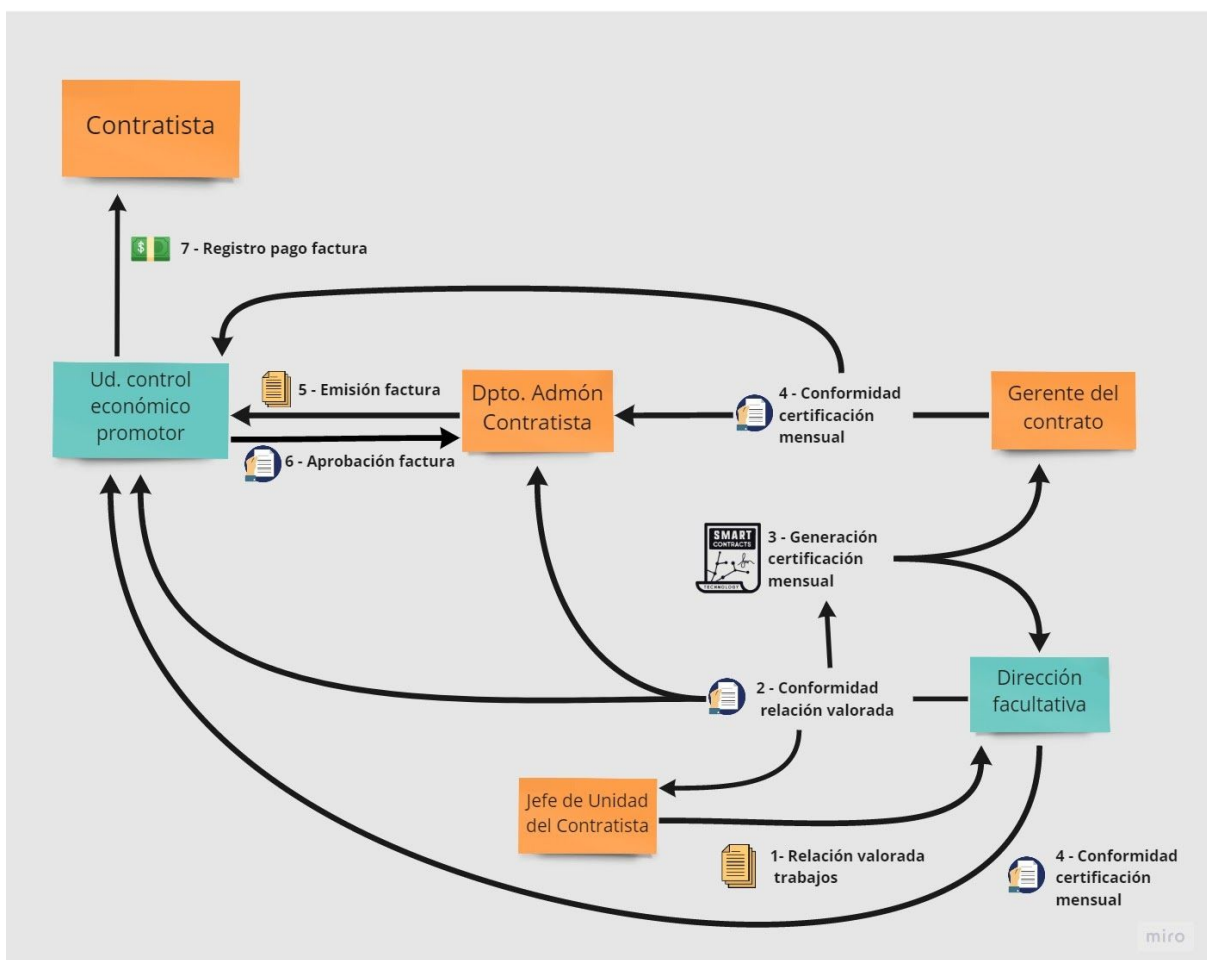 Contratista
7 - Registro pago factura
Ud. control
económico
promotor
5 - Emisión factura
6 - Aprobación factura
Dpto. Admón
Contratista
4 - Conformidad
certificación
mensual
Gerente del
contrato
SMART
CONTRACTS
TECHNOLOGY
3 - Generación
certificación
mensual
2 - Conformidad
relación valorada
Dirección
facultativa
Jefe de Unidad
del Contratista
1- Relación valorada
trabajos
4 - Conformidad
certificación
mensual
miro